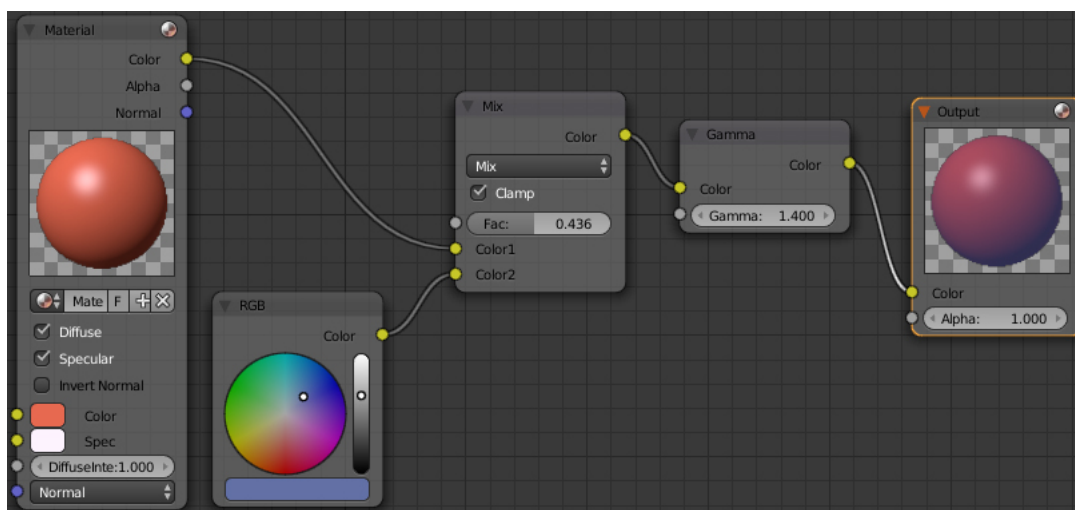 Material
Color
Alpha
Normal
Mate F
Diffuse
Specular
Invert Normal
Color
Spec
DiffuseInte:1.000
Normal
RGB
Color
Mix
Color
Mix
Clamp
Fac: 0.436
Color1
Color2
Gamma
Color
Color
Gamma: 1.400
Output
Color
Alpha: 1.000